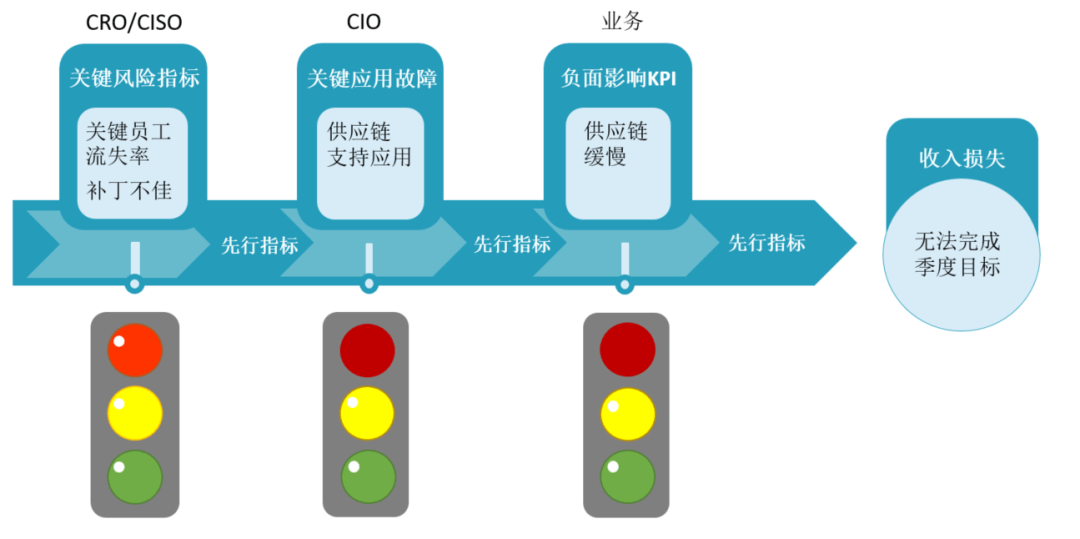 CRO/CISO
CIO
业务
关键风险指标
关键应用故障
负面影响KPI
关键员工
流失率
补丁不佳
供应链
支持应用
供应链
缓慢
收入损失
无法完成
季度目标
先行指标
先行指标
先行指标